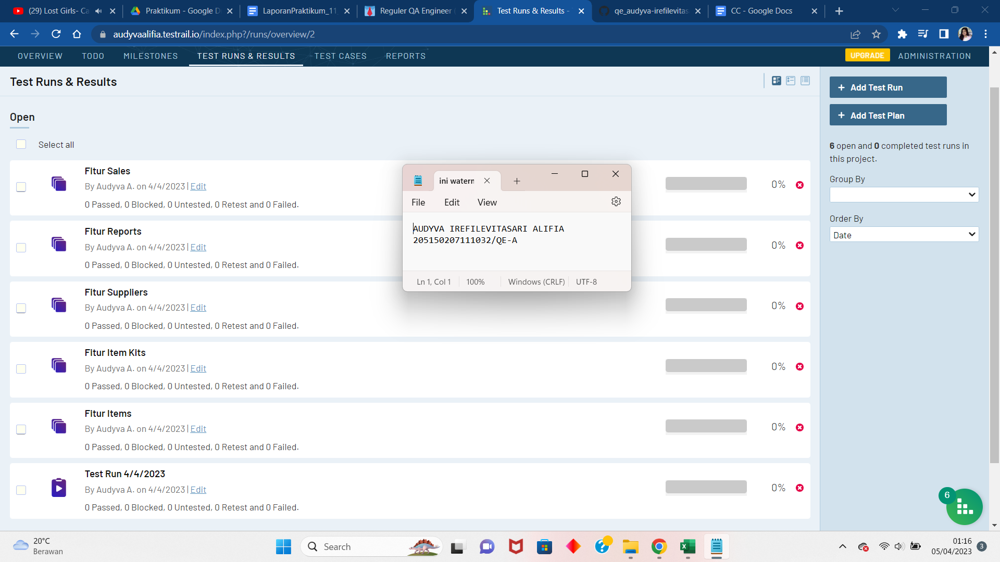 (29) Lost Girls- Ca
Praktikum - Google D
LaporanPraktikum_11
Reguler QA Engineer (
Test Runs & Results -
qe_audyva-irefilevitas
CC - Google Docs
audyvaalifia.testrail.io/index.php?/runs/overview/2
OVERVIEW TODO MILESTONES TEST RUNS & RESULTS TEST CASES REPORTS UPGRADE ADMINISTRATION
Test Runs & Results
+ Add Test Run
+ Add Test Plan
6 open and 0 completed test runs in
this project.
Group By
Order By
Date
Open
Select all
Fitur Sales
By Audyva A. on 4/4/2023 | Edit
0 Passed, 0 Blocked, 0 Untested, 0 Retest and 0 Failed.
0%
Fitur Reports
By Audyva A. on 4/4/2023 | Edit
0 Passed, 0 Blocked, 0 Untested, 0 Retest and 0 Failed.
0%
Fitur Suppliers
By Audyva A. on 4/4/2023 | Edit
0 Passed, 0 Blocked, 0 Untested, 0 Retest and 0 Failed.
0%
Fitur Item Kits
By Audyva A. on 4/4/2023 | Edit
0 Passed, 0 Blocked, 0 Untested, 0 Retest and 0 Failed.
0%
Fitur Items
By Audyva A. on 4/4/2023 | Edit
0 Passed, 0 Blocked, 0 Untested, 0 Retest and 0 Failed.
0%
Test Run 4/4/2023
By Audyva A. on 4/4/2023 | Edit
0 Passed, 0 Blocked, 0 Untested, 0 Retest and 0 Failed.
0%
ini watern
File Edit View
AUDYVA IREFILEVITASARI ALIFIA
205150207111032/QE-A
Ln 1, Col 1 100% Windows (CRLF) UTF-8
6
20°C
Berawan
Search
01:16
05/04/2023
3